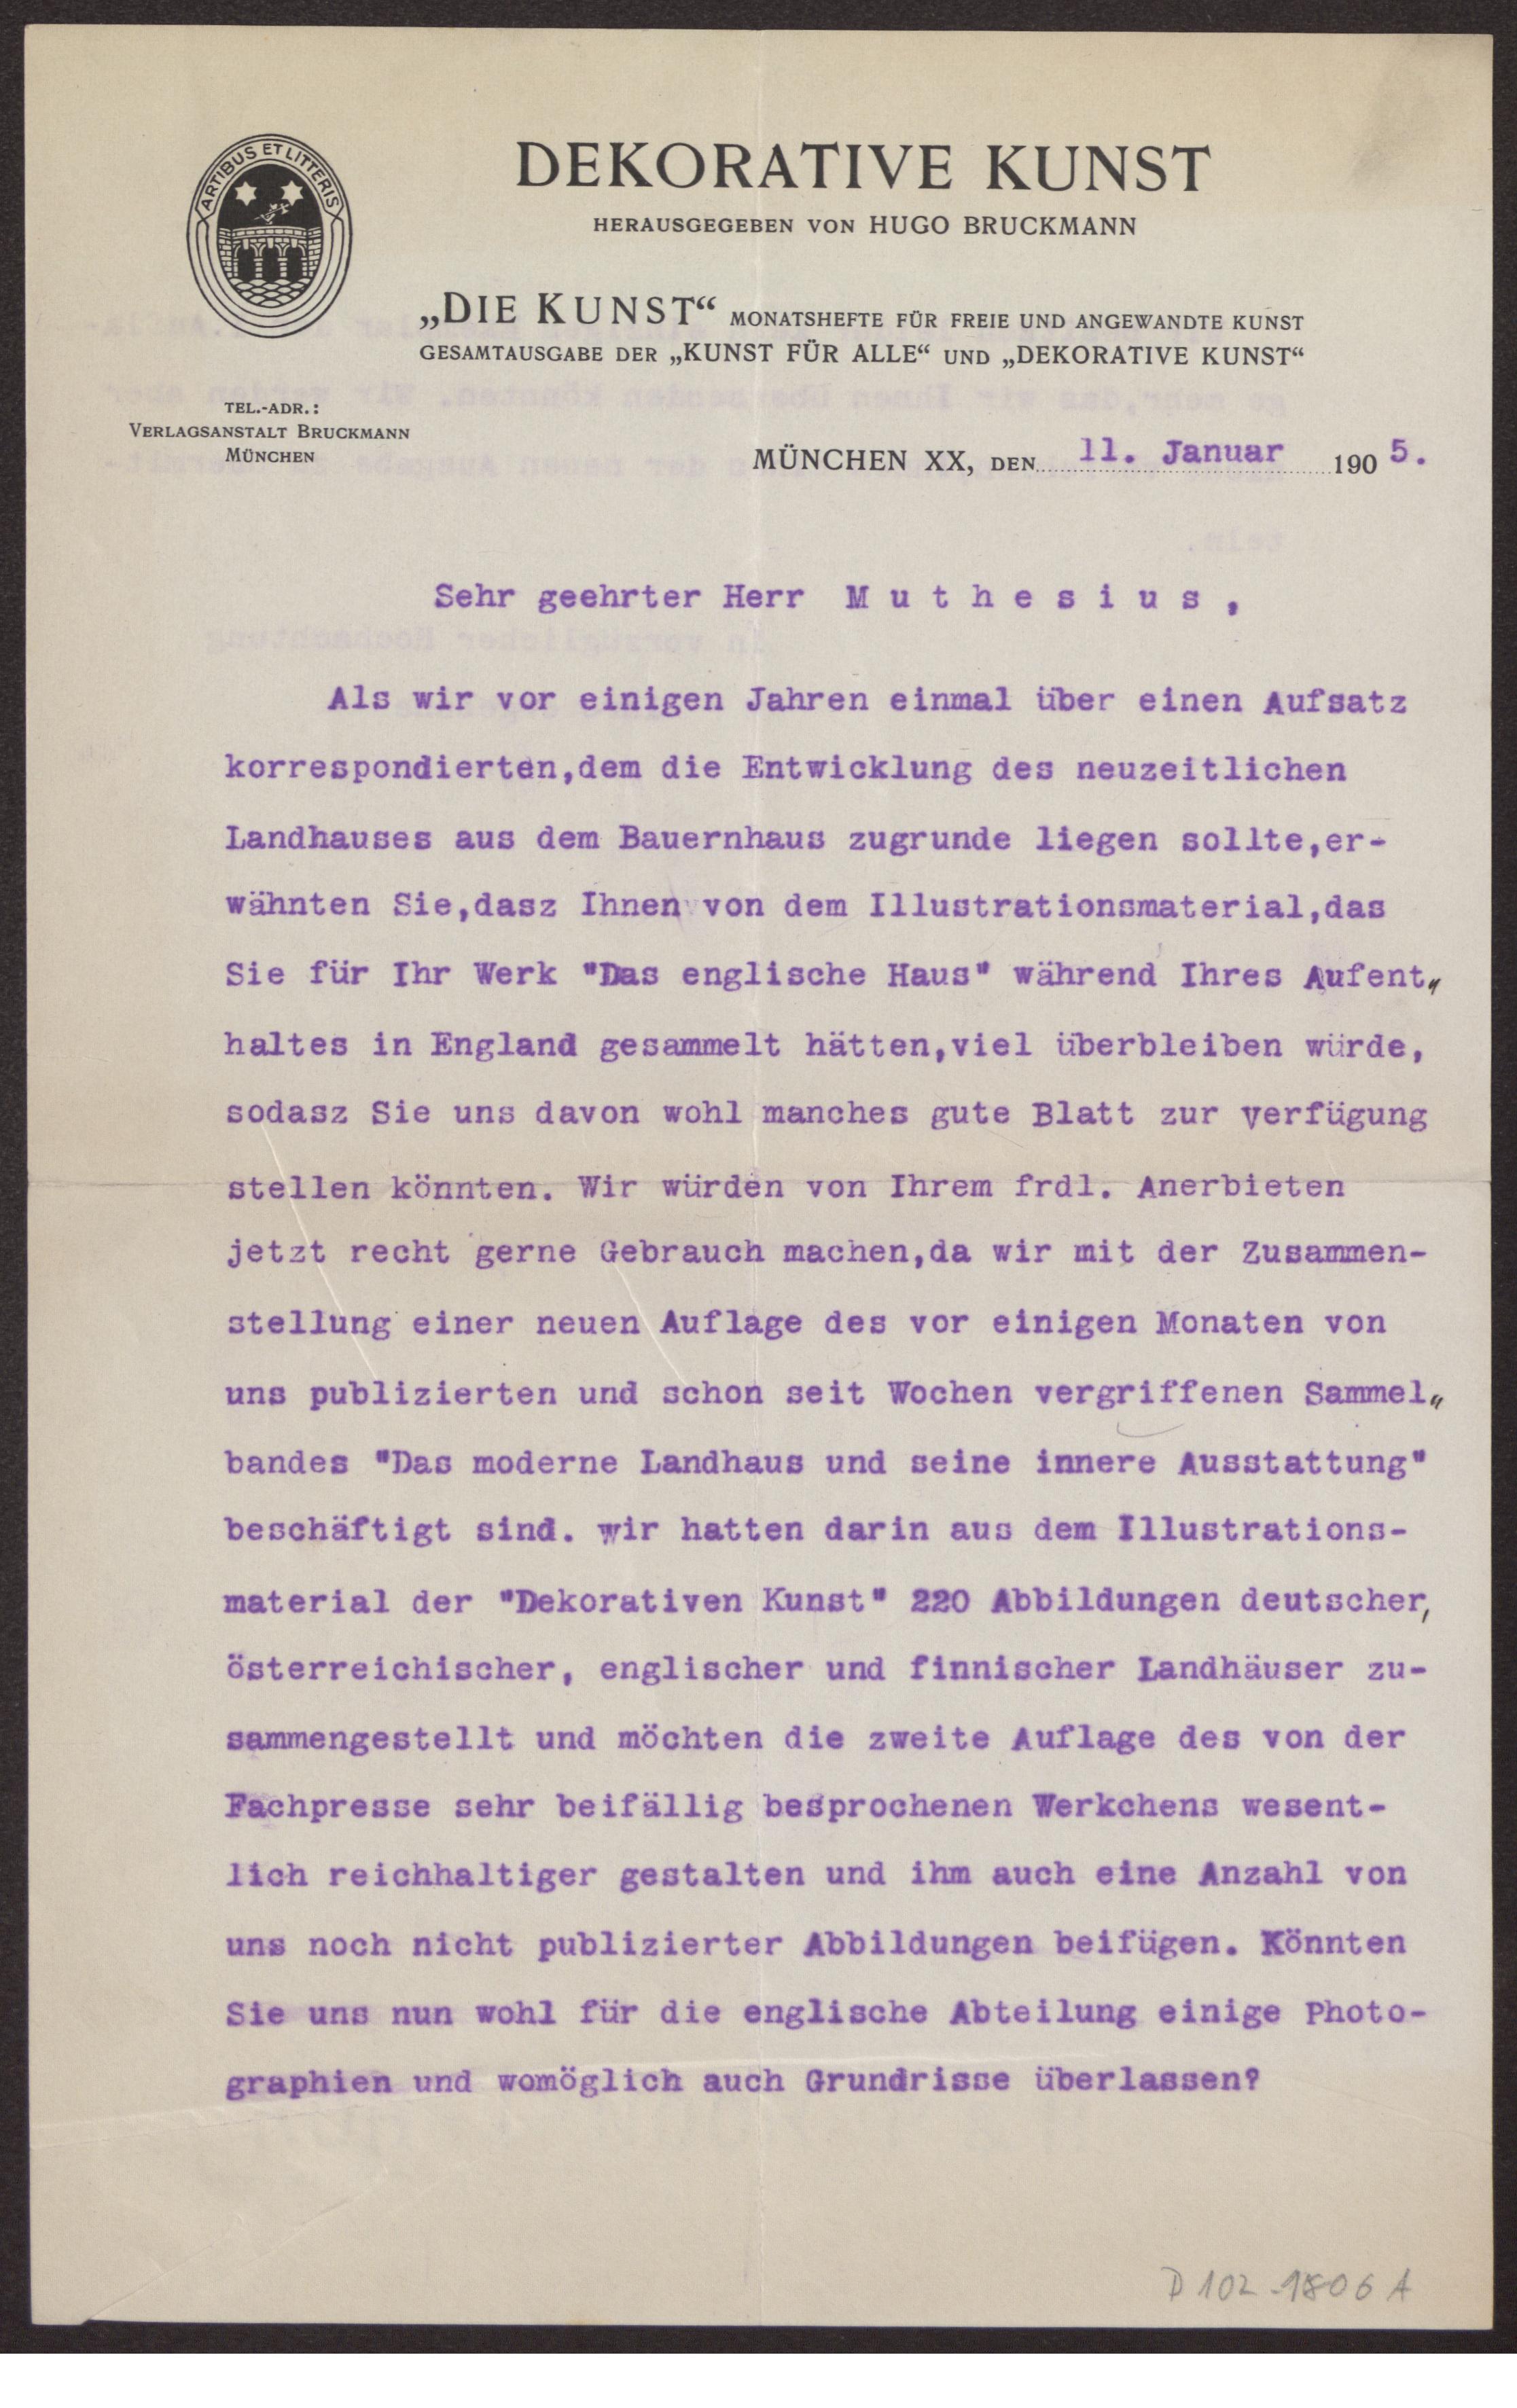 ARTIBUS ET LITTERIS
DEKORATIVE KUNST
HERAUSGEGEBEN VON HUGO BRUCKMANN
„DIE KUNST“ MONATSHEFTE FÜR FREIE UND ANGEWANDTE KUNST
GESAMTAUSGABE DER „KUNST FÜR ALLE“ UND „DEKORATIVE KUNST“
TEL.-ADR.:
VERLAGSANSTALT BRUCKMANN
MÜNCHEN
MÜNCHEN XX, DEN 11. Januar 1905.
Sehr geehrter Herr M u t h e s i u s ,
Als wir vor einigen Jahren einmal über einen Aufsatz
korrespondierten,dem die Entwicklung des neuzeitlichen
Landhauses aus dem Bauernhaus zugrunde liegen sollte,er-
wähnten Sie,dasz Ihnen von dem Illustrationsmaterial,das
Sie für Ihr Werk "Das englische Haus" während Ihres Aufent„
haltes in England gesammelt hätten,viel überbleiben würde,
sodasz Sie uns davon wohl manches gute Blatt zur Verfügung
stellen könnten. Wir würden von Ihrem frdl. Anerbieten
jetzt recht gerne Gebrauch machen,da wir mit der Zusammen-
stellung einer neuen Auflage des vor einigen Monaten von
uns publizierten und schon seit Wochen vergriffenen Sammel„
bandes "Das moderne Landhaus und seine innere Ausstattung"
beschäftigt sind. Wir hatten darin aus dem Illustrations-
material der "Dekorativen Kunst" 220 Abbildungen deutscher,
österreichischer, englischer und finnischer Landhäuser zu-
sammengestellt und möchten die zweite Auflage des von der
Fachpresse sehr beifällig besprochenen Werkchens wesent-
lich reichhaltiger gestalten und ihm auch eine Anzahl von
uns noch nicht publizierter Abbildungen beifügen. Könnten
Sie uns nun wohl für die englische Abteilung einige Photo-
graphien und womöglich auch Grundrisse überlassen?
D 102-1806 A